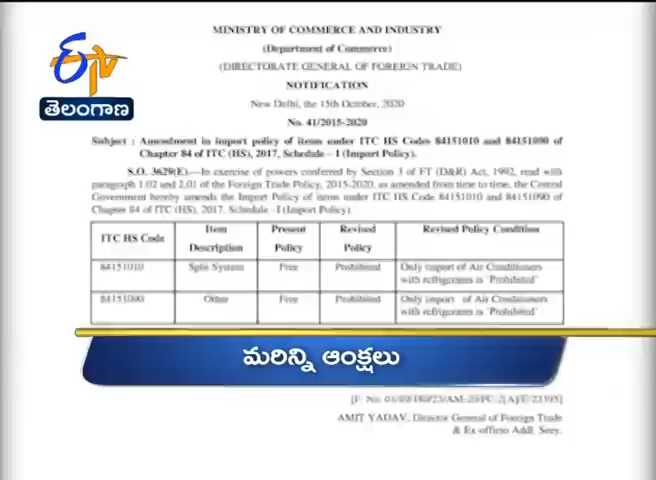 MINISTRY OF COMMERCE AND INDUSTRY
(Department of Commerce)
(DIRECTORATE GENERAL OF FOREIGN TRADE)
NOTIFICATION
New Delhi, the 15th October, 2020
No. 41/2015-2020
ETV
తెలంగాణ
Subject : Amendment in import policy of items under ITC HS Codes 84151010 and 84151090 of
Chapter 84 of ITC (HS), 2017, Schedule – I (Import Policy).
S.O. 3629(E).—In exercise of powers conferred by Section 3 of FT (D&R) Act, 1992, read with
paragraph 1.02 and 2.01 of the Foreign Trade Policy, 2015-2020, as amended from time to time, the Central
Government hereby amends the Import Policy of items under ITC HS Code 84151010 and 84151090 of
Chapter 84 of ITC (HS), 2017, Schedule -I (Import Policy).
ITC HS Code Item Description Present Policy Revised Policy Revised Policy Condition
84151010 Split System Free Prohibited Only import of Air Conditioners
with refrigerants is 'Prohibited'
84151090 Other Free Prohibited Only import of Air Conditioners
with refrigerants is 'Prohibited'
మరిన్ని ఆంక్షలు
[F. No.
AMIT YADAV, Director General of Foreign Trade
& Ex-officio Addl. Secy.